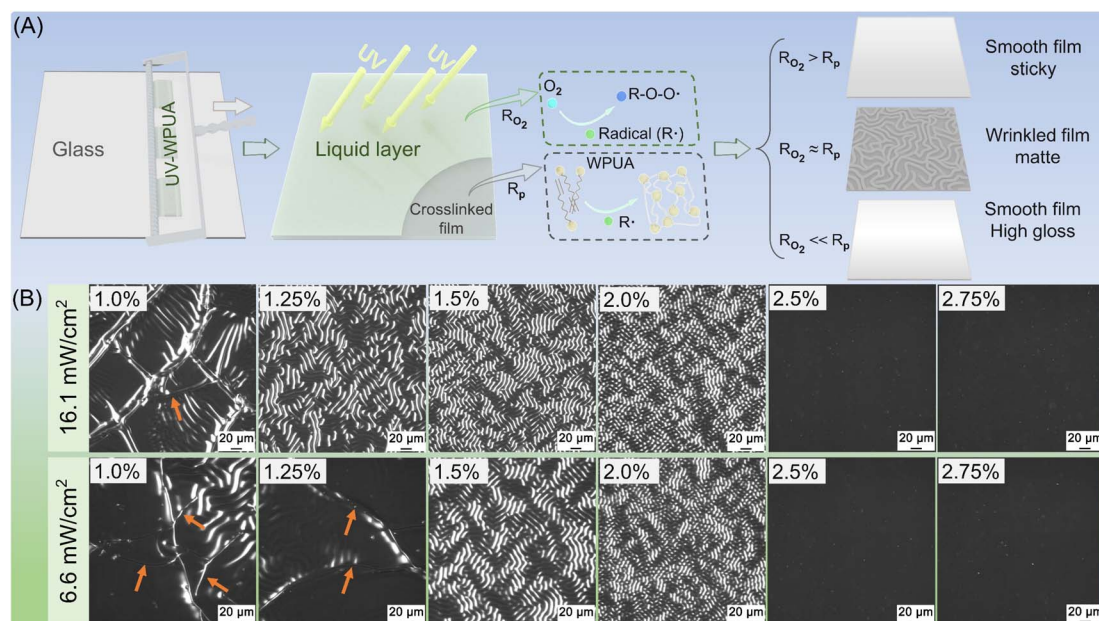 (A)
Glass
UV-WPUA
UV
UV
Liquid layer
Crosslinked
film
R_O2
R_p
O2
R-O-O·
Radical (R·)
WPUA
R·
R_O2 > R_p
Smooth film
sticky
R_O2 ≈ R_p
Wrinkled film
matte
R_O2 << R_p
Smooth film
High gloss
(B)
16.1 mW/cm²
1.0%
1.25%
1.5%
2.0%
2.5%
2.75%
20 µm
20 µm
20 µm
20 µm
20 µm
20 µm
6.6 mW/cm²
1.0%
1.25%
1.5%
2.0%
2.5%
2.75%
20 µm
20 µm
20 µm
20 µm
20 µm
20 µm